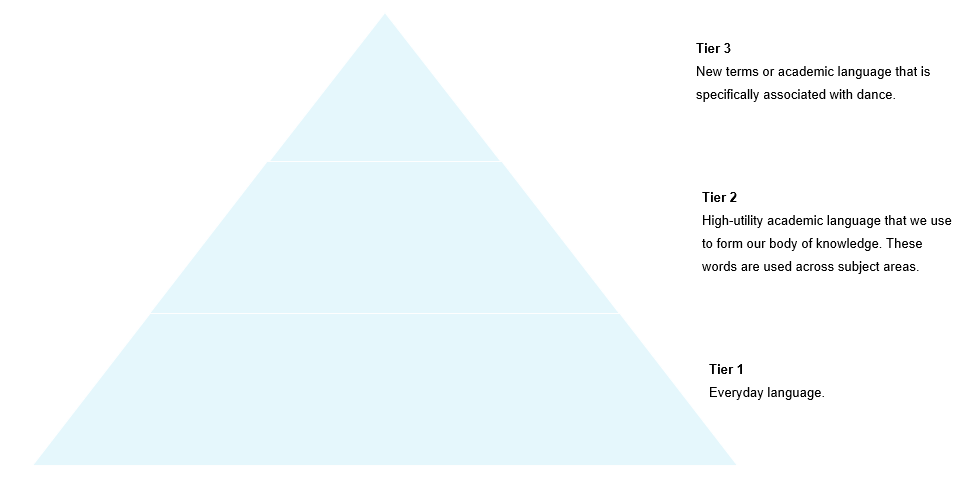 Tier 3
New terms or academic language that is
specifically associated with dance.
Tier 2
High-utility academic language that we use
to form our body of knowledge. These
words are used across subject areas.
Tier 1
Everyday language.